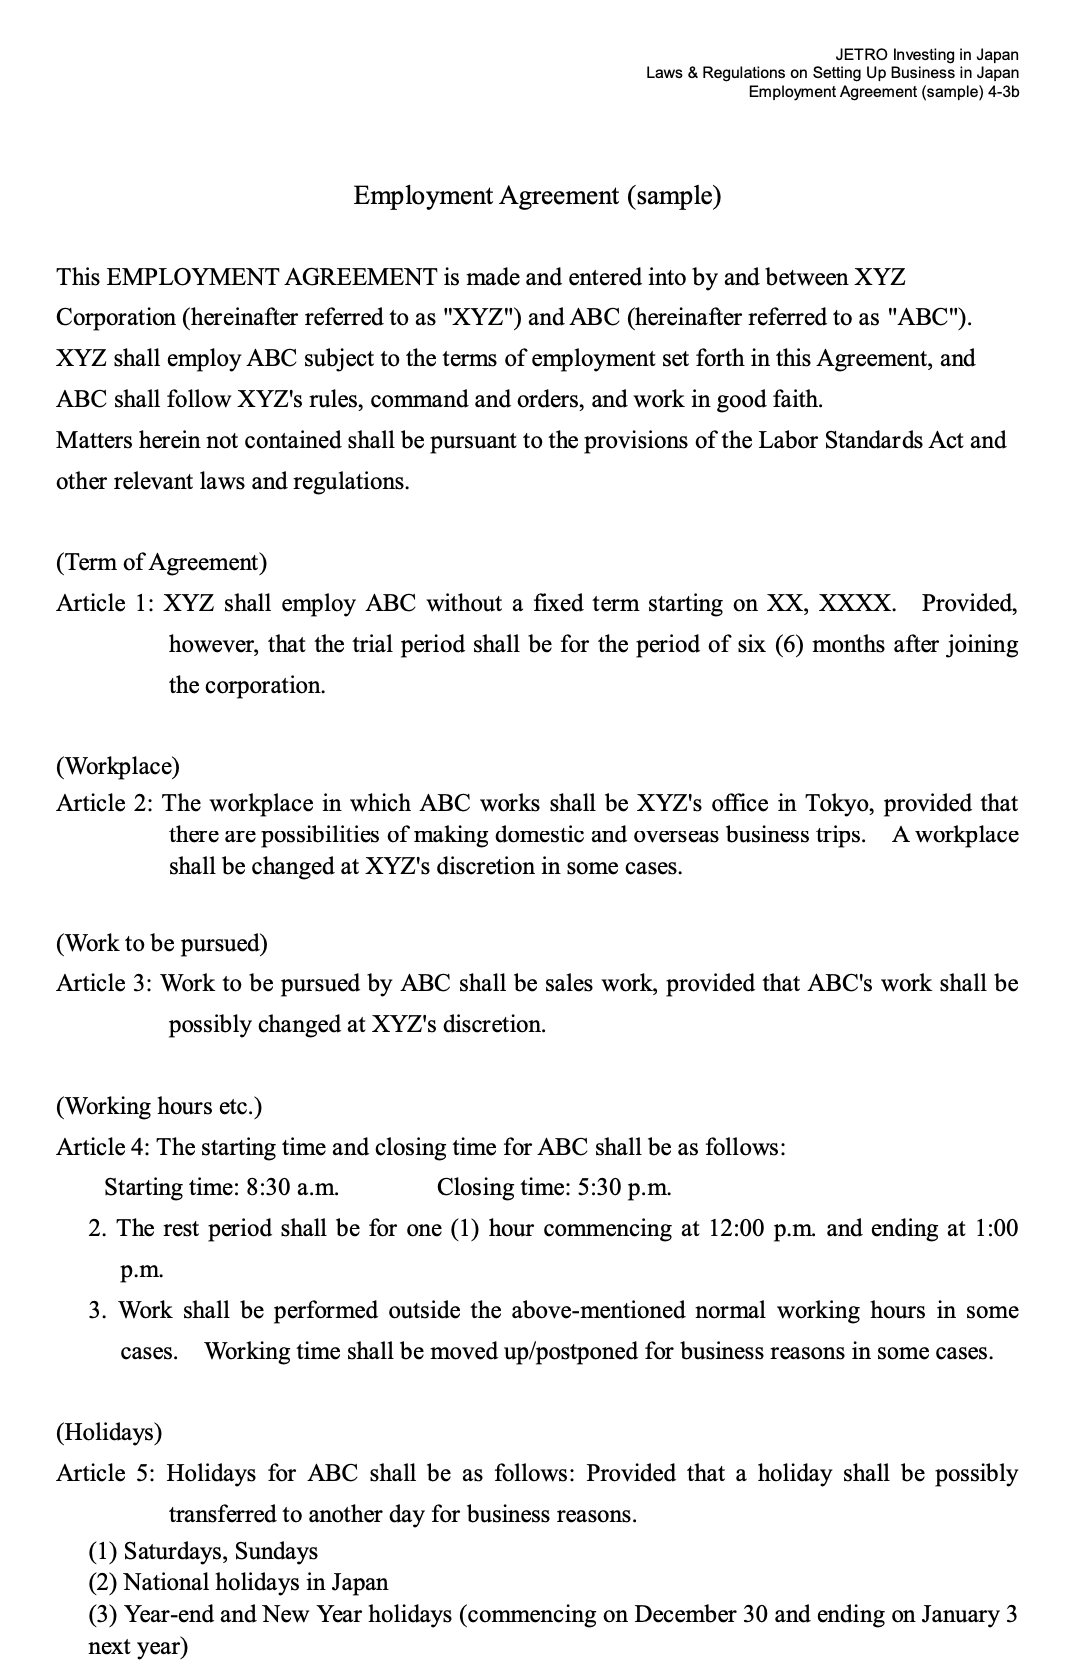 JETRO Investing in Japan
Laws & Regulations on Setting Up Business in Japan
Employment Agreement (sample) 4-3b
Employment Agreement (sample)
This EMPLOYMENT AGREEMENT is made and entered into by and between XYZ
Corporation (hereinafter referred to as "XYZ") and ABC (hereinafter referred to as "ABC").
XYZ shall employ ABC subject to the terms of employment set forth in this Agreement, and
ABC shall follow XYZ's rules, command and orders, and work in good faith.
Matters herein not contained shall be pursuant to the provisions of the Labor Standards Act and
other relevant laws and regulations.
(Term of Agreement)
Article 1: XYZ shall employ ABC without a fixed term starting on XX, XXXX. Provided,
however, that the trial period shall be for the period of six (6) months after joining
the corporation.
(Workplace)
Article 2: The workplace in which ABC works shall be XYZ's office in Tokyo, provided that
there are possibilities of making domestic and overseas business trips. A workplace
shall be changed at XYZ's discretion in some cases.
(Work to be pursued)
Article 3: Work to be pursued by ABC shall be sales work, provided that ABC's work shall be
possibly changed at XYZ's discretion.
(Working hours etc.)
Article 4: The starting time and closing time for ABC shall be as follows:
Starting time: 8:30 a.m. Closing time: 5:30 p.m.
2. The rest period shall be for one (1) hour commencing at 12:00 p.m. and ending at 1:00
p.m.
3. Work shall be performed outside the above-mentioned normal working hours in some
cases. Working time shall be moved up/postponed for business reasons in some cases.
(Holidays)
Article 5: Holidays for ABC shall be as follows: Provided that a holiday shall be possibly
transferred to another day for business reasons.
(1) Saturdays, Sundays
(2) National holidays in Japan
(3) Year-end and New Year holidays (commencing on December 30 and ending on January 3
next year)